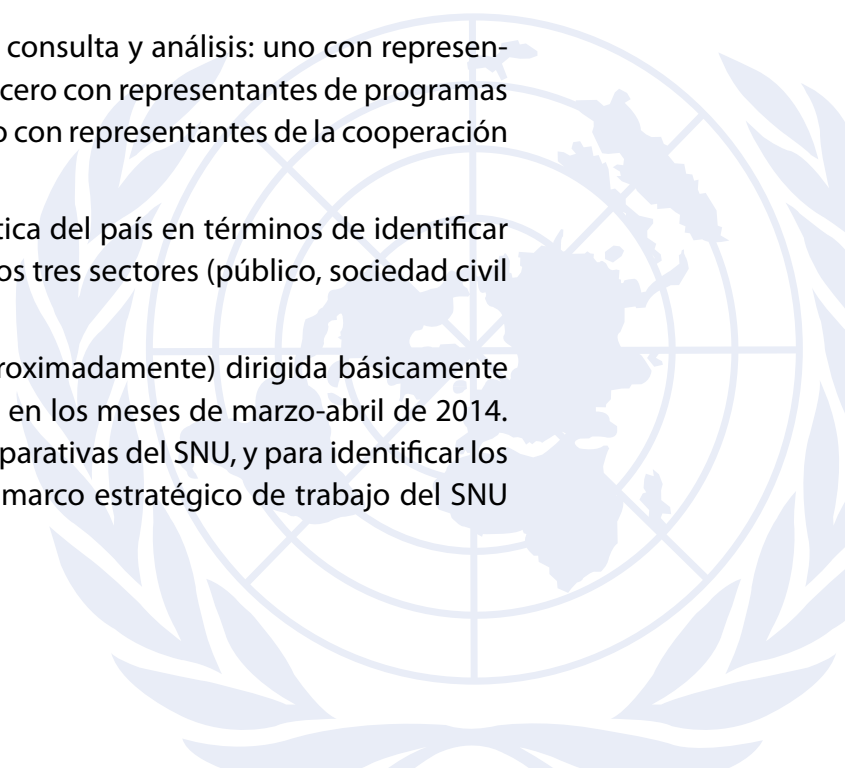 consulta y análisis: uno con represen-
cero con representantes de programas
o con representantes de la cooperación
tica del país en términos de identificar
os tres sectores (público, sociedad civil
roximadamente) dirigida básicamente
en los meses de marzo-abril de 2014.
parativas del SNU, y para identificar los
marco estratégico de trabajo del SNU